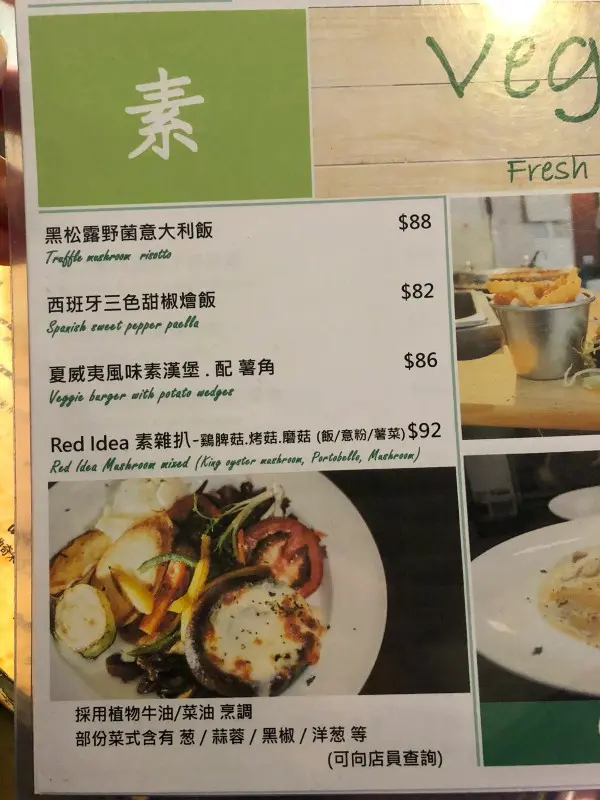 素
Veg
Fresh
黑松露野菌意大利飯 $88
Truffle mushroom risotto
西班牙三色甜椒燴飯 $82
Spanish sweet pepper paella
夏威夷風味素漢堡 . 配 薯角 $86
Veggie burger with potato wedges
Red Idea 素雜扒-鷄脾菇.烤菇.磨菇 (飯/意粉/薯菜) $92
Red Idea Mushroom mixed (King oyster mushroom, Portobello, Mushroom)
採用植物牛油/菜油 烹調
部份菜式含有 葱 / 蒜蓉 / 黑椒 / 洋葱 等
(可向店員查詢)